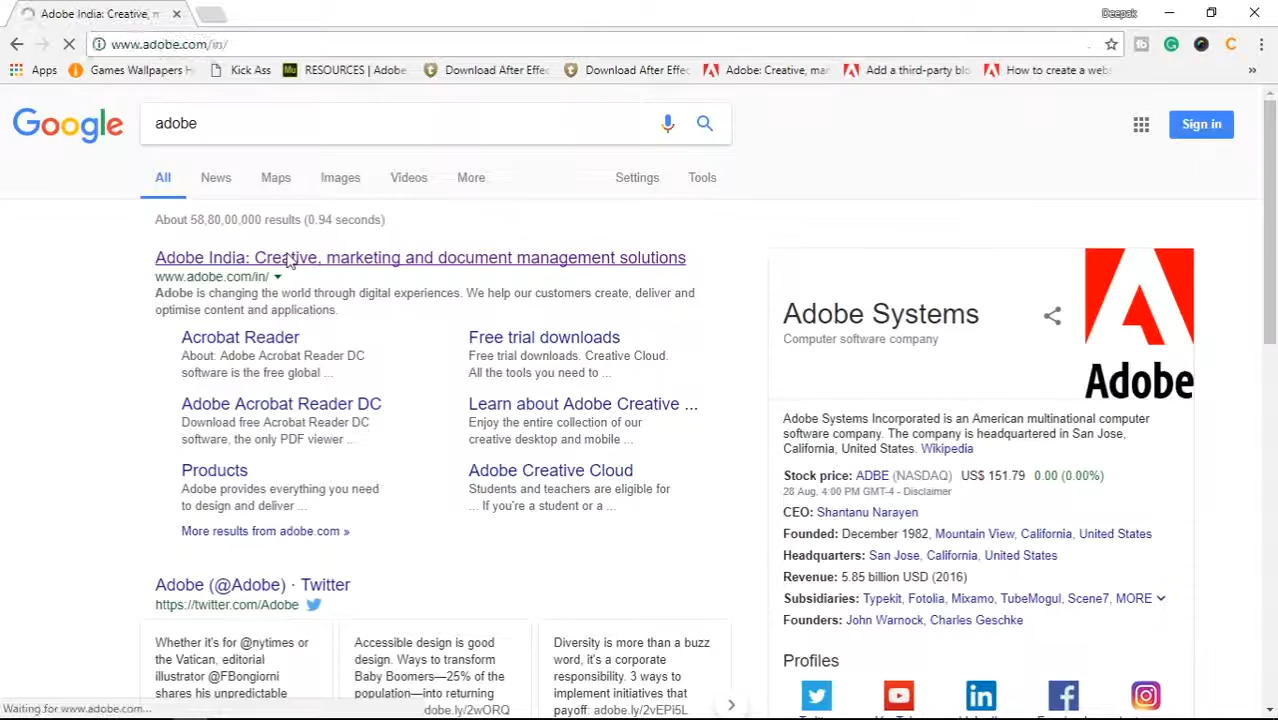 Adobe India: Creative, m
Deepak
www.adobe.com/in/
Apps
Games Wallpapers H
Kick Ass
Mu
RESOURCES | Adobe
Download After Effec
Download After Effec
Adobe: Creative, mar
Add a third-party blo
How to create a webs
»
Google
adobe
Sign in
All
News
Maps
Images
Videos
More
Settings
Tools
About 58,80,00,000 results (0.94 seconds)
Adobe India: Creative, marketing and document management solutions
www.adobe.com/in/
Adobe is changing the world through digital experiences. We help our customers create, deliver and
optimise content and applications.
Acrobat Reader
About: Adobe Acrobat Reader DC
software is the free global ...
Free trial downloads
Free trial downloads. Creative Cloud.
All the tools you need to ...
Adobe Acrobat Reader DC
Download free Acrobat Reader DC
software, the only PDF viewer ...
Learn about Adobe Creative ...
Enjoy the entire collection of our
creative desktop and mobile ...
Products
Adobe provides everything you need
to design and deliver ...
Adobe Creative Cloud
Students and teachers are eligible for
... If you're a student or a ...
More results from adobe.com »
Adobe (@Adobe) · Twitter
https://twitter.com/Adobe
Whether it's for @nytimes or
the Vatican, editorial
illustrator @FBongiorni
shares his unpredictable
Accessible design is good
design. Ways to transform
Baby Boomers—25% of the
population—into returning
adobe.ly/2wORQ
Diversity is more than a buzz
word, it's a corporate
responsibility. 3 ways to
implement initiatives that
payoff: adobe.ly/2vEPi5L
Waiting for www.adobe.com...
Adobe Systems
Computer software company
Adobe
Adobe Systems Incorporated is an American multinational computer
software company. The company is headquartered in San Jose,
California, United States. Wikipedia
Stock price: ADBE (NASDAQ) US$ 151.79 0.00 (0.00%)
28 Aug, 4:00 PM GMT-4 - Disclaimer
CEO: Shantanu Narayen
Founded: December 1982, Mountain View, California, United States
Headquarters: San Jose, California, United States
Revenue: 5.85 billion USD (2016)
Subsidiaries: Typekit, Fotolia, Mixamo, TubeMogul, Scene7, MORE
Founders: John Warnock, Charles Geschke
Profiles